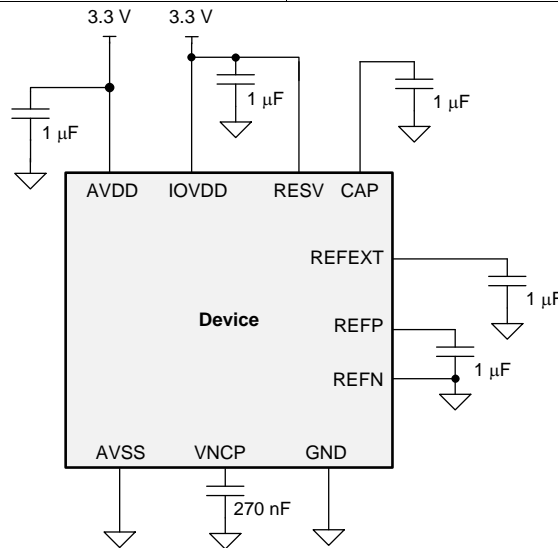 3.3 V 3.3 V
1 μF
1 μF
1 μF
AVDD IOVDD RESV CAP
REFEXT
1 μF
Device
REFP
1 μF
REFN
AVSS VNCP GND
270 nF